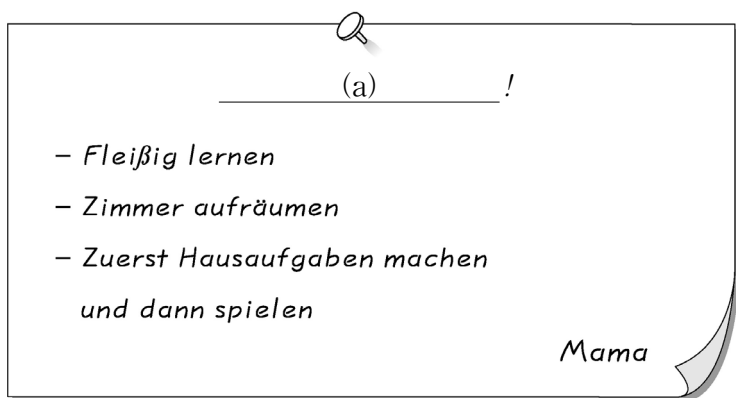 (a) !
– Fleißig lernen
– Zimmer aufräumen
– Zuerst Hausaufgaben machen
und dann spielen
Mama